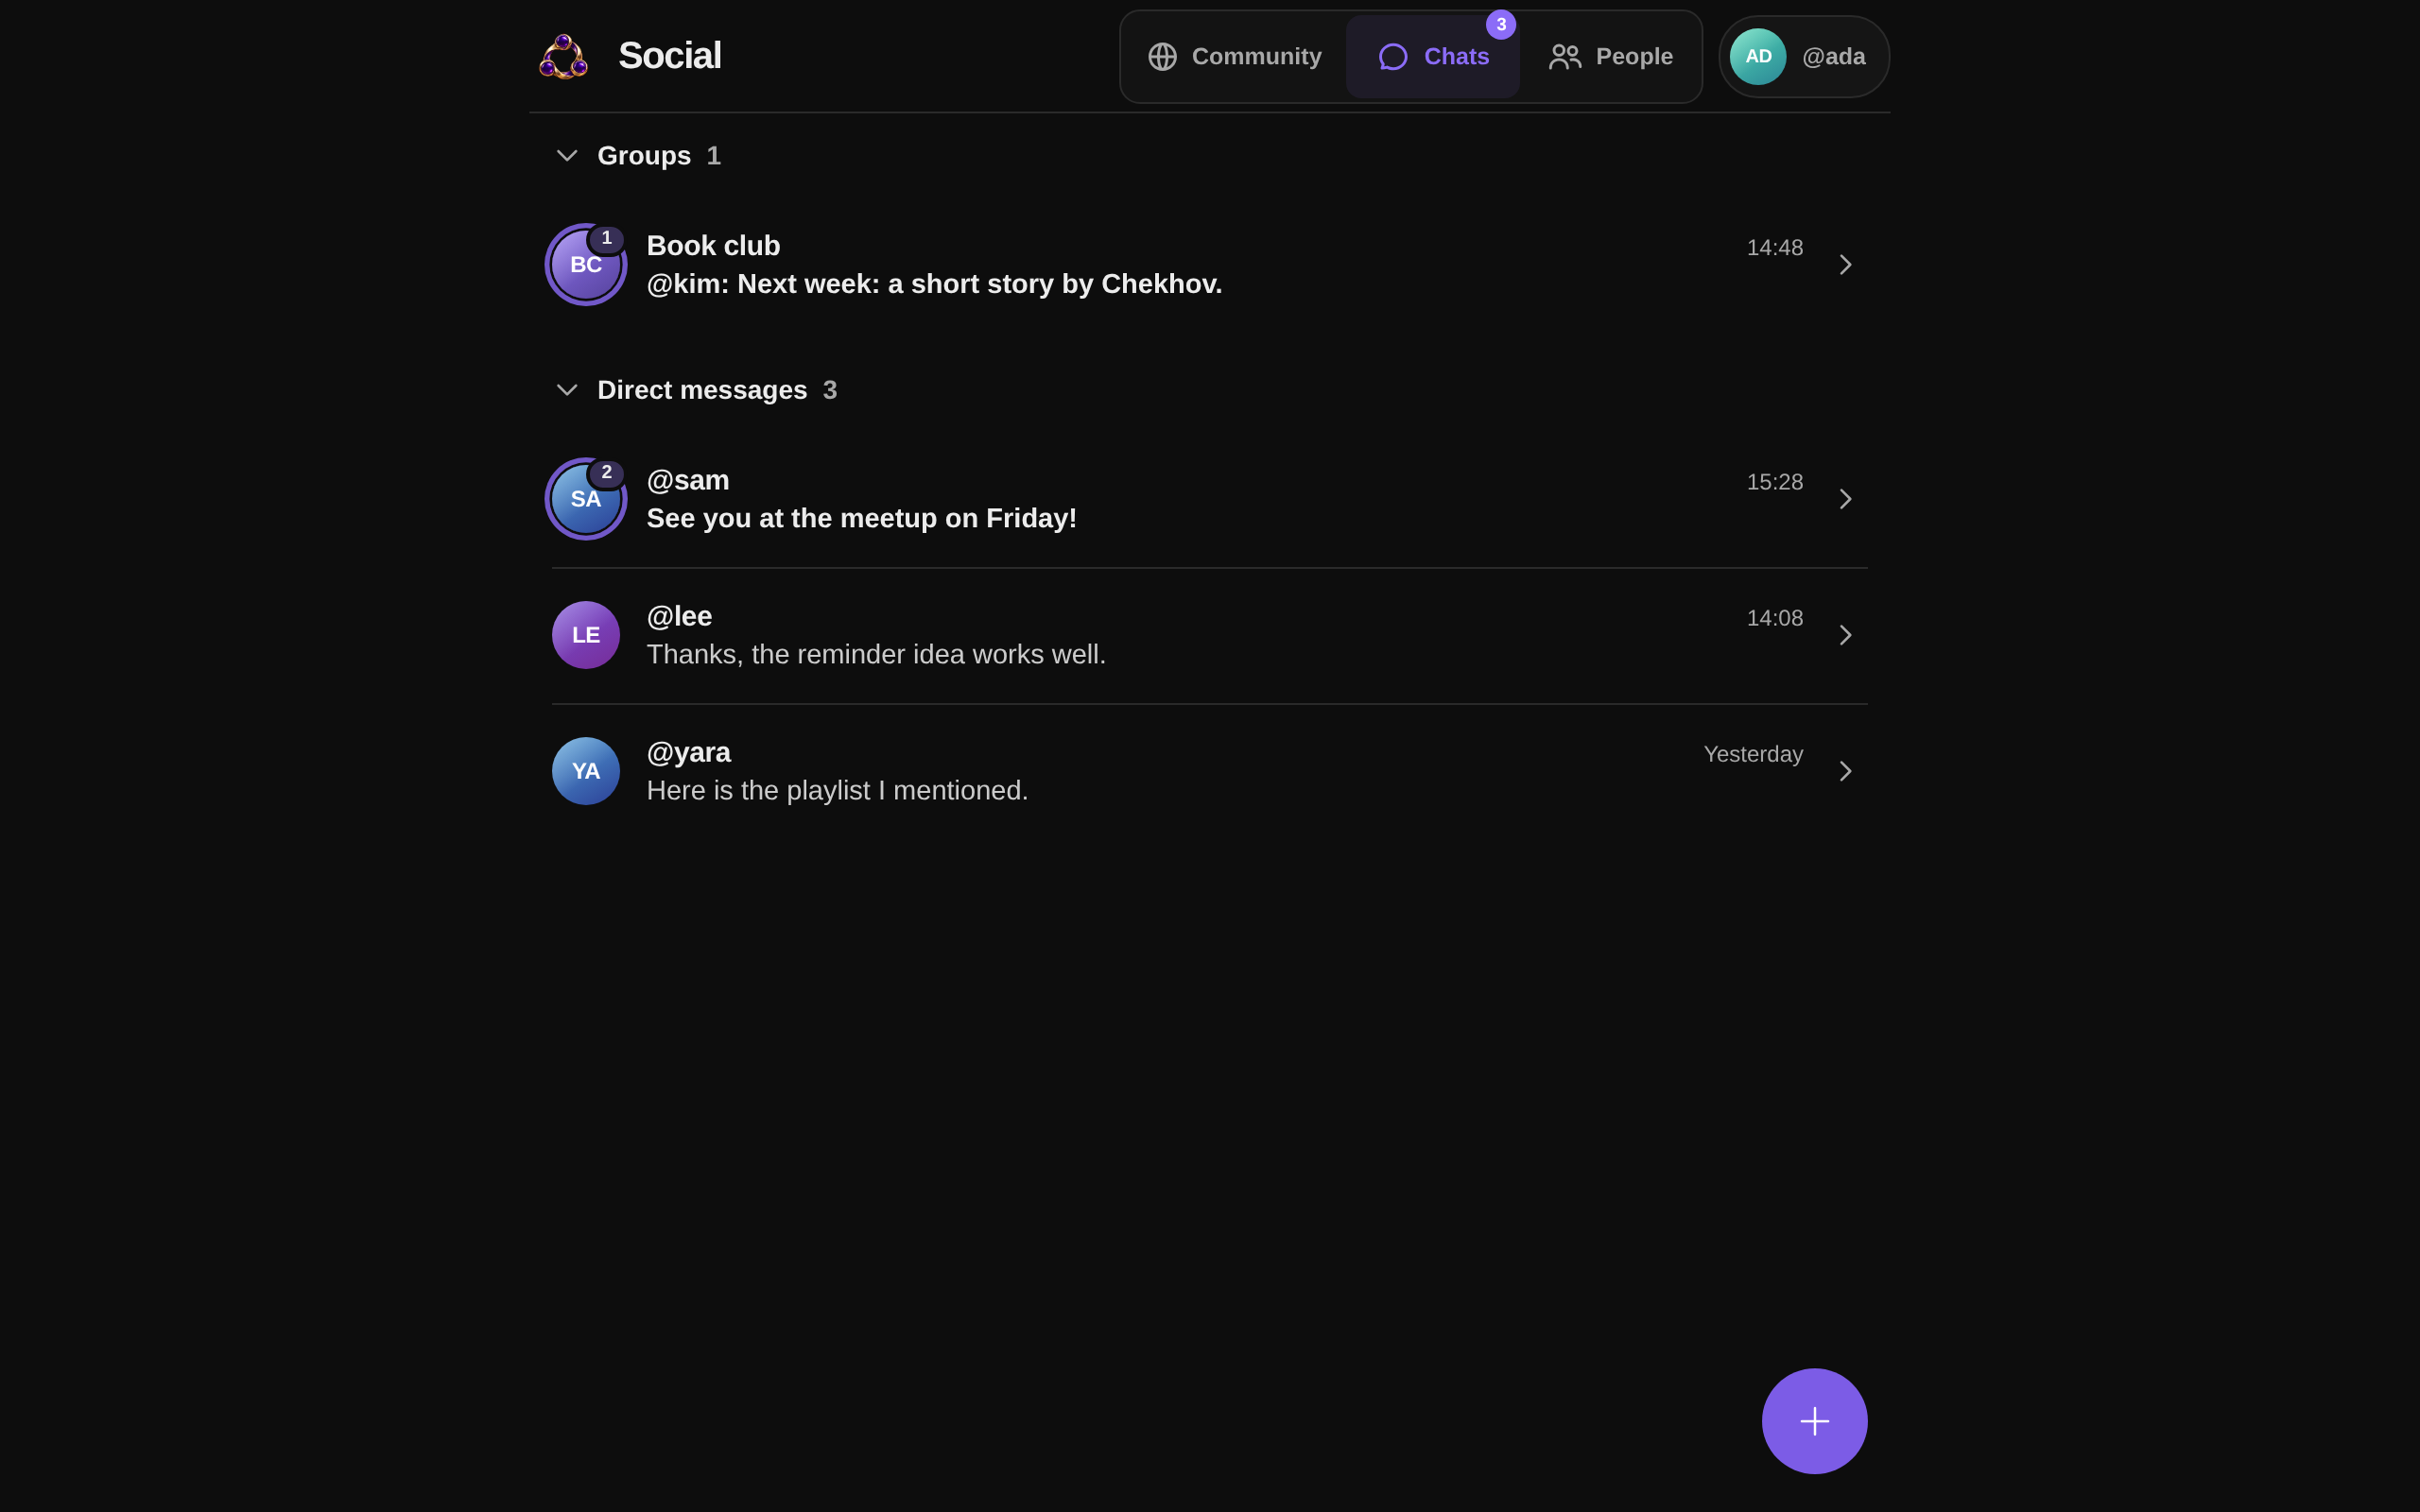 Social
Community
Chats
3
People
AD
@ada
Groups 1
1
BC
Book club
14:48
@kim: Next week: a short story by Chekhov.
Direct messages 3
2
SA
@sam
15:28
See you at the meetup on Friday!
LE
@lee
14:08
Thanks, the reminder idea works well.
YA
@yara
Yesterday
Here is the playlist I mentioned.